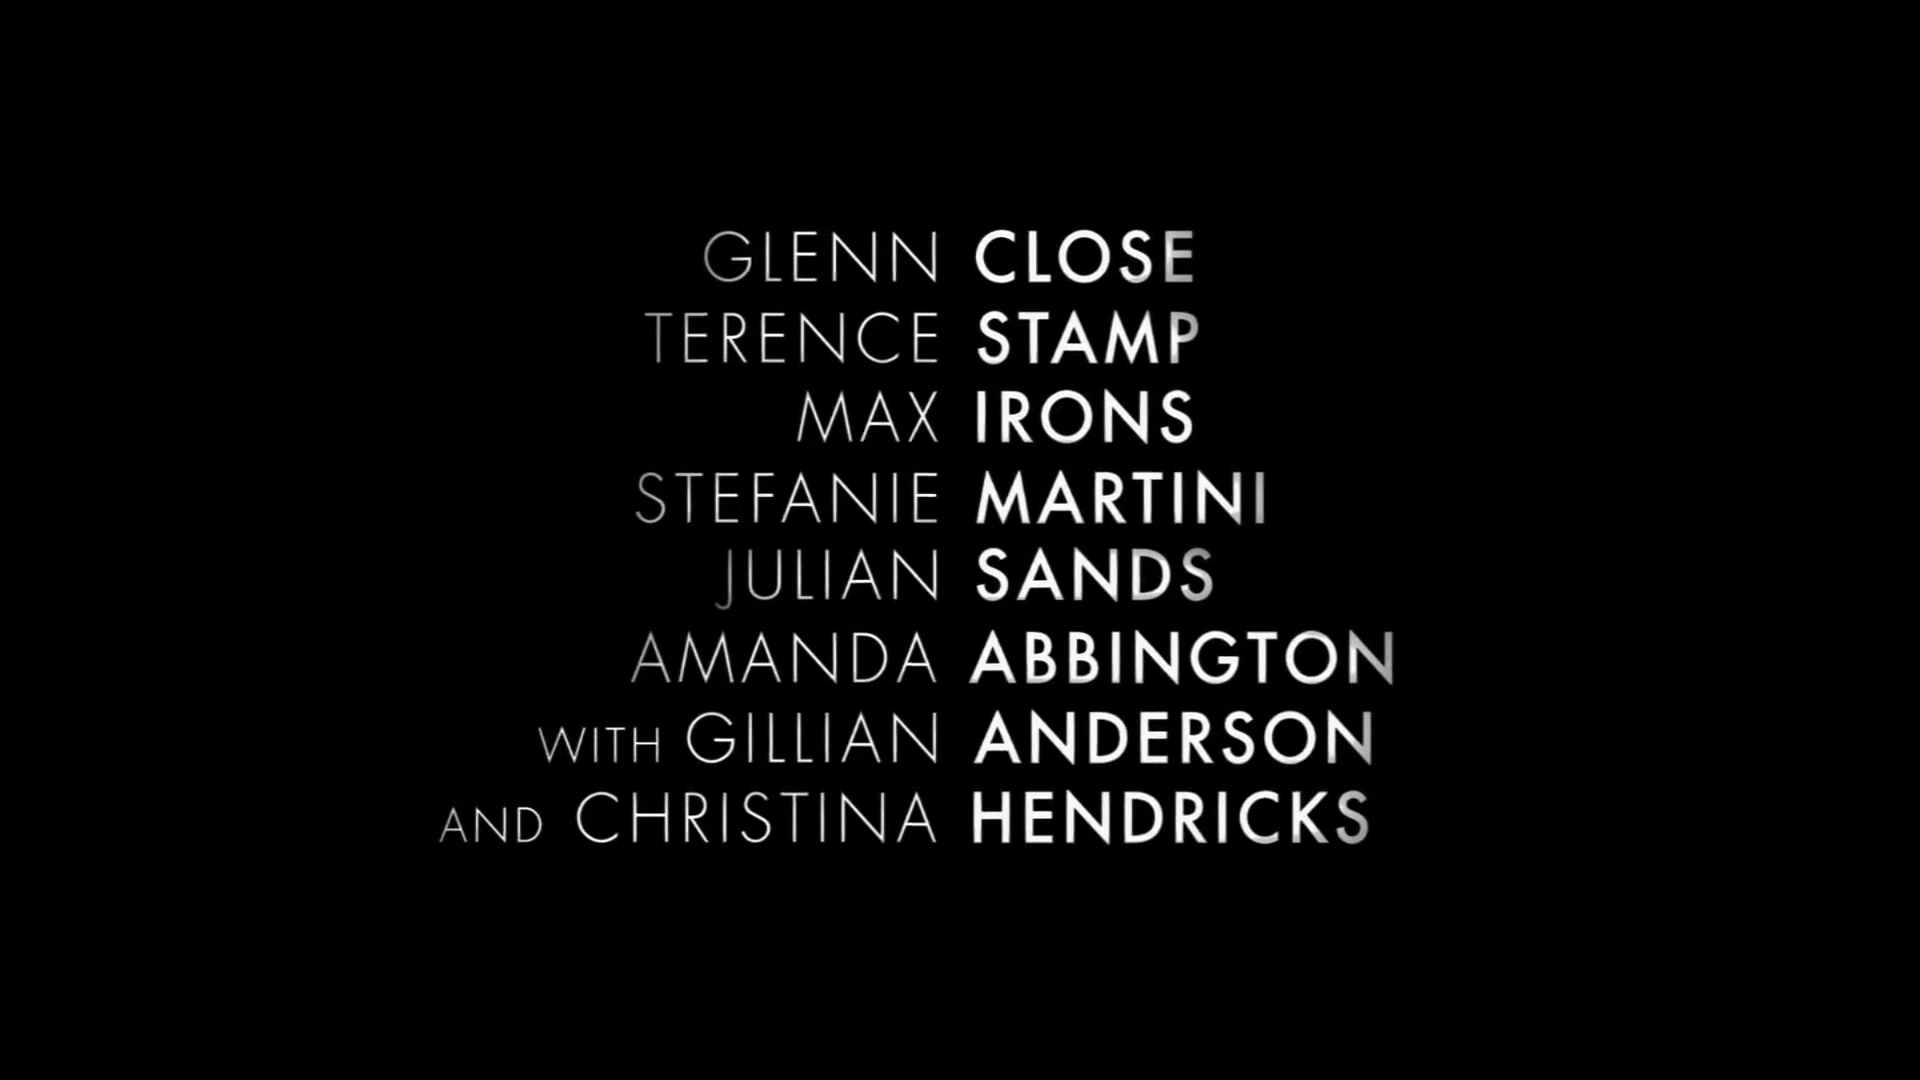 GLENN CLOSE
TERENCE STAMP
MAX IRONS
STEFANIE MARTINI
JULIAN SANDS
AMANDA ABBINGTON
WITH GILLIAN ANDERSON
AND CHRISTINA HENDRICKS